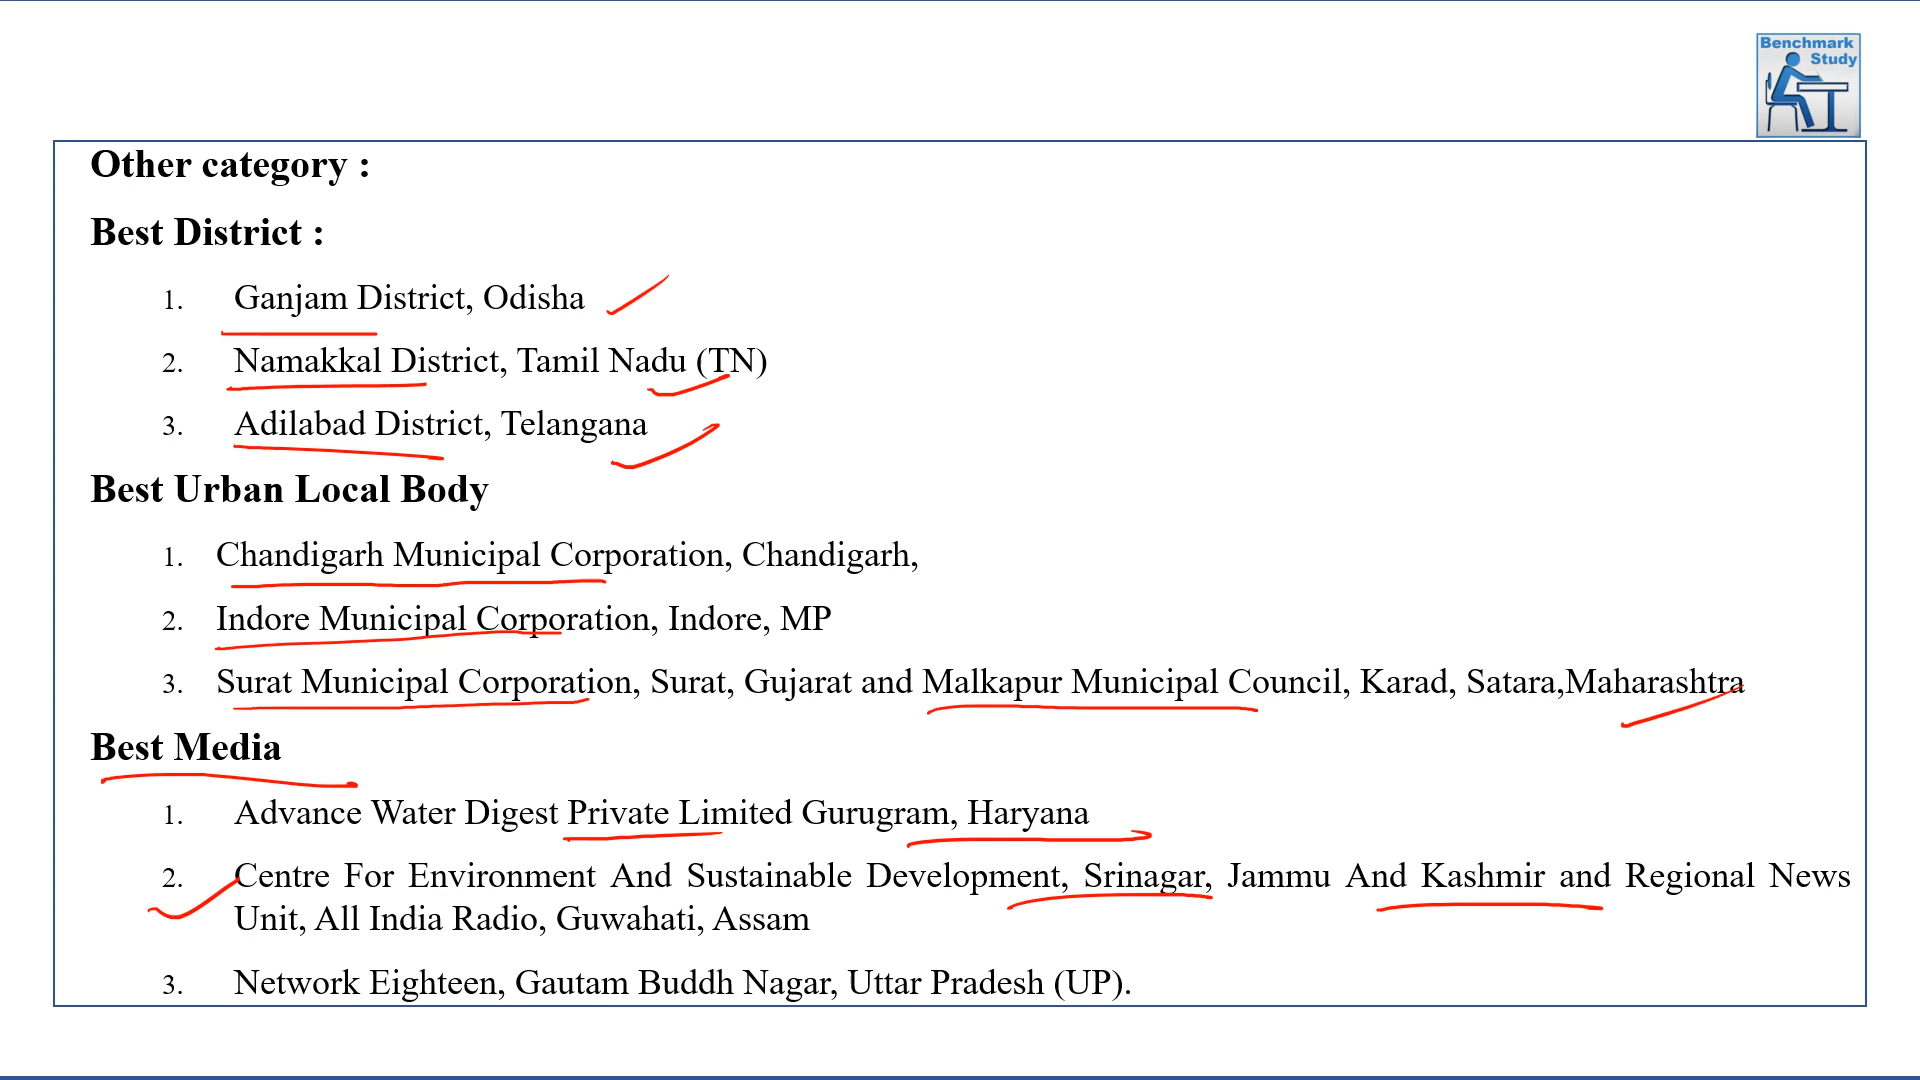 Benchmark
Study
Other category :
Best District :
1. Ganjam District, Odisha
2. Namakkal District, Tamil Nadu (TN)
3. Adilabad District, Telangana
Best Urban Local Body
1. Chandigarh Municipal Corporation, Chandigarh,
2. Indore Municipal Corporation, Indore, MP
3. Surat Municipal Corporation, Surat, Gujarat and Malkapur Municipal Council, Karad, Satara,Maharashtra
Best Media
1. Advance Water Digest Private Limited Gurugram, Haryana
2. Centre For Environment And Sustainable Development, Srinagar, Jammu And Kashmir and Regional News
Unit, All India Radio, Guwahati, Assam
3. Network Eighteen, Gautam Buddh Nagar, Uttar Pradesh (UP).